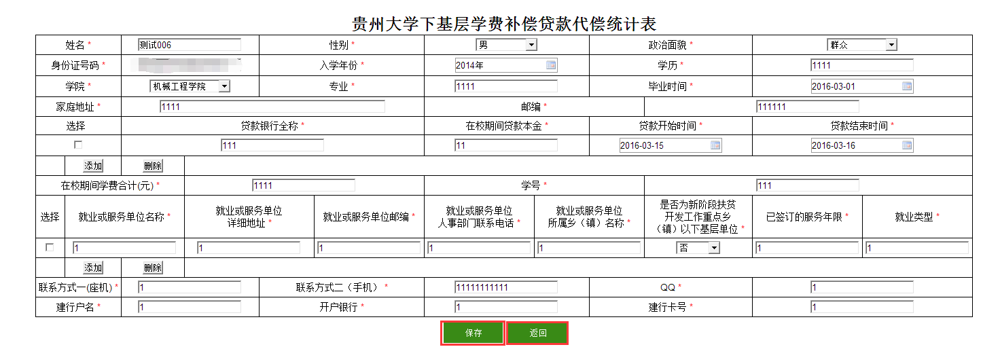 贵州大学下基层学费补偿贷款代偿统计表
姓名 * 测试006 性别 * 男 政治面貌 * 群众
身份证号码 * 入学年份 * 2014年 学历 * 1111
学院 * 机械工程学院 专业 * 1111 毕业时间 * 2016-03-01
家庭地址 * 1111 邮编 * 111111
选择 贷款银行全称 * 在校期间贷款本金 * 贷款开始时间 * 贷款结束时间 *
111 11 2016-03-15 2016-03-16
添加 删除
在校期间学费合计(元) * 1111 学号 * 111
选择 就业或服务单位名称 * 就业或服务单位
详细地址 * 就业或服务单位邮编 * 就业或服务单位
人事部门联系电话 * 就业或服务单位
所属乡（镇）名称 * 是否为新阶段扶贫
开发工作重点乡
（镇）以下基层单位 * 已签订的服务年限 * 就业类型 *
1 1 1 1 1 否 1 1
添加 删除
联系方式一(座机) * 1 联系方式二（手机） * 11111111111 QQ * 1
建行户名 * 1 开户银行 * 1 建行卡号 * 1
保存 返回